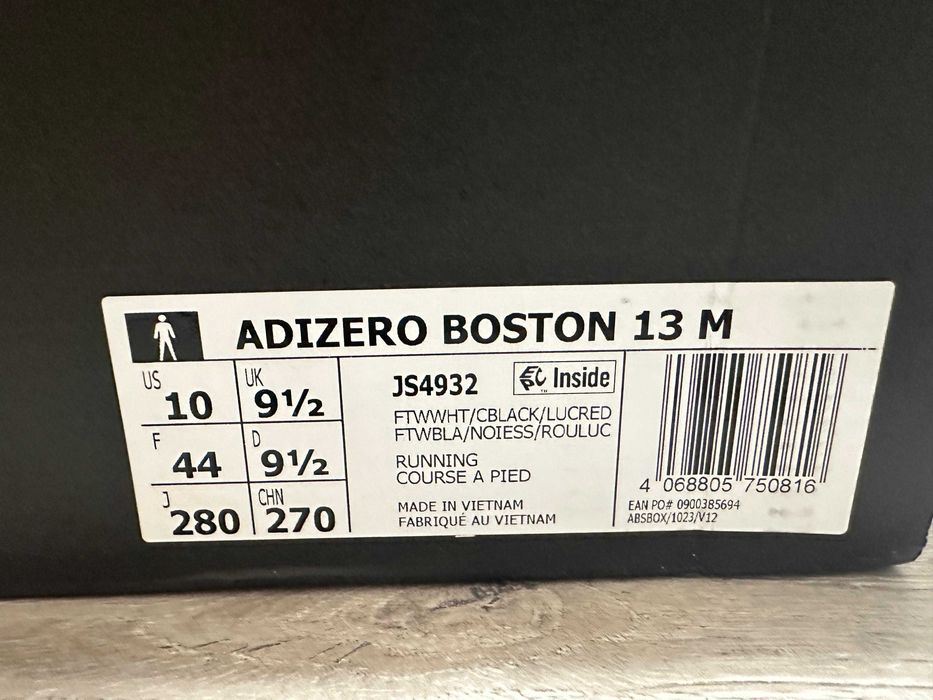 ADIZERO BOSTON 13 M
US 10
UK 9½
F 44
D 9½
J 280
CHN 270
JS4932
Inside
FTWWHT/CBLACK/LUCRED
FTWBLA/NOIESS/ROULUC
RUNNING
COURSE A PIED
MADE IN VIETNAM
FABRIQUÉ AU VIETNAM
4 068805 750816
EAN PO# 0900385694
ABSBOX/1023/V12